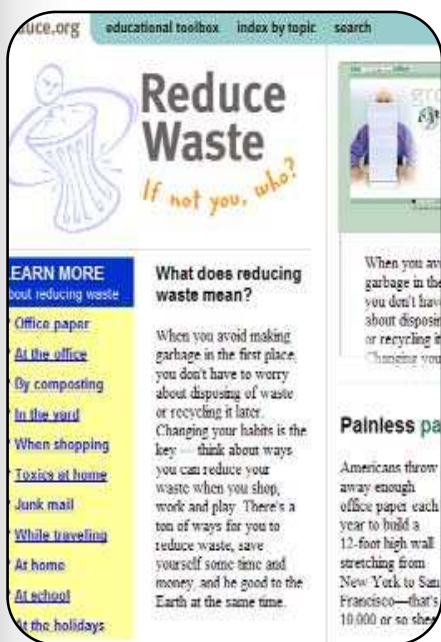 educational toolbox index by topic search
Reduce
Waste
If not you, who?
LEARN MORE
about reducing waste
Office paper
At the office
By composting
In the yard
When shopping
Toxics at home
Junk mail
While traveling
At home
At school
At the holidays
What does reducing
waste mean?
When you avoid making
garbage in the first place,
you don't have to worry
about disposing of waste
or recycling it later.
Changing your habits is the
key — think about ways
you can reduce your
waste when you shop,
work and play. There's a
ton of ways for you to
reduce waste, save
yourself some time and
money, and be good to the
Earth at the same time.
When you
garbage in the
you don't
about
or recycling
Changing
Painless
Americans throw
away enough
office paper each
year to build a
12-foot high wall
stretching from
New York to San
Francisco—that's
10,000 or so